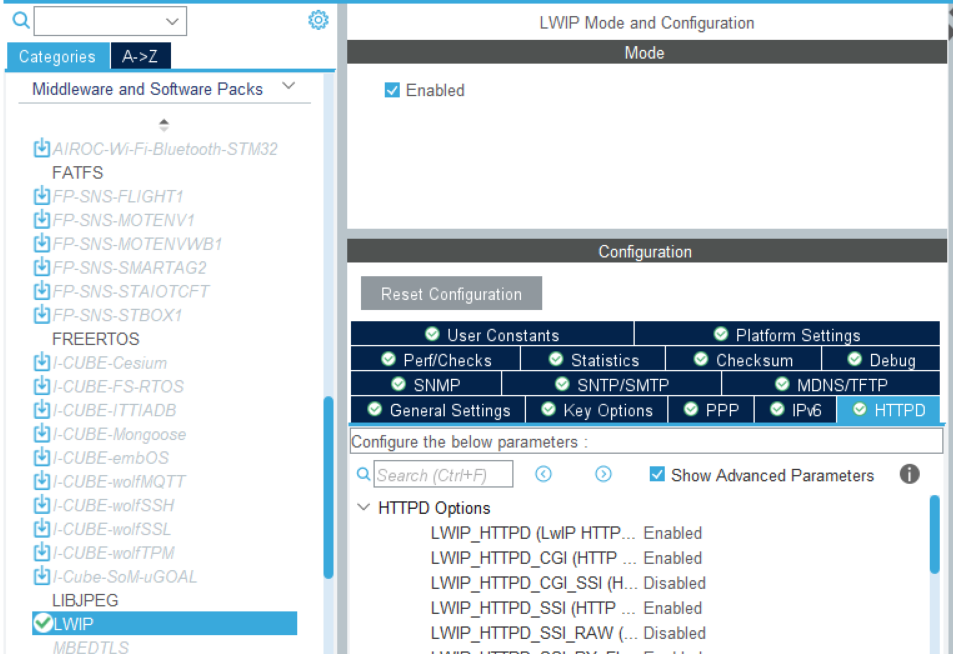 Categories
A->Z
Middleware and Software Packs
AIROC-Wi-Fi-Bluetooth-STM32
FATFS
FP-SNS-FLIGHT1
FP-SNS-MOTENV1
FP-SNS-MOTENVWB1
FP-SNS-SMARTAG2
FP-SNS-STAIOTCFT
FP-SNS-STBOX1
FREERTOS
I-CUBE-Cesium
I-CUBE-FS-RTOS
I-CUBE-ITTIADB
I-CUBE-Mongoose
I-CUBE-embOS
I-CUBE-wolfMQTT
I-CUBE-wolfSSH
I-CUBE-wolfSSL
I-CUBE-wolfTPM
I-Cube-SoM-uGOAL
LIBJPEG
LWIP
MBEDTLS
LWIP Mode and Configuration
Mode
Enabled
Configuration
Reset Configuration
User Constants Platform Settings
Perf/Checks Statistics Checksum Debug
SNMP SNTP/SMTP MDNS/TFTP
General Settings Key Options PPP IPv6 HTTPD
Configure the below parameters :
Search (Ctrl+F) Show Advanced Parameters
HTTPD Options
LWIP_HTTPD (LwIP HTTP... Enabled
LWIP_HTTPD_CGI (HTTP ... Enabled
LWIP_HTTPD_CGI_SSI (H... Disabled
LWIP_HTTPD_SSI (HTTP ... Enabled
LWIP_HTTPD_SSI_RAW (... Disabled